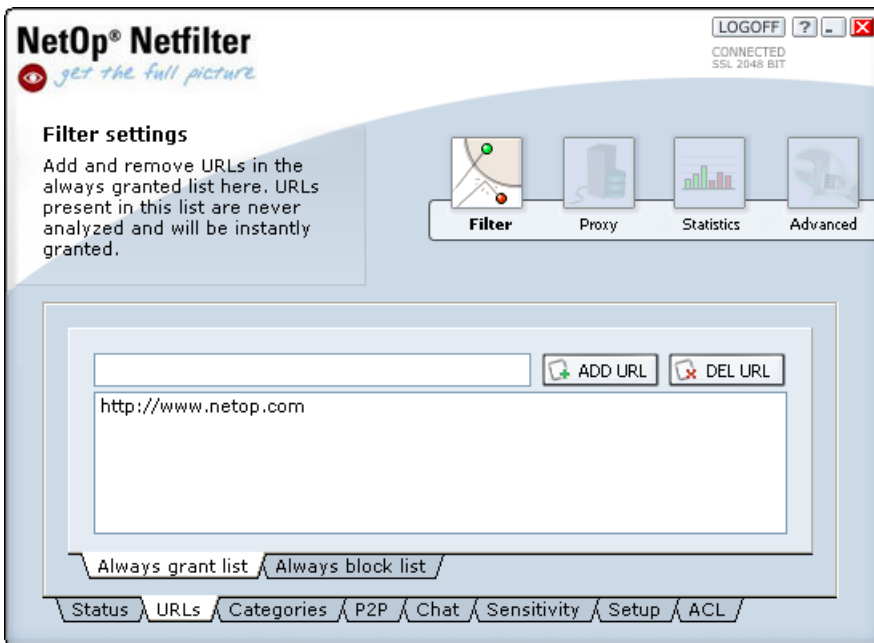 NetOp® Netfilter
get the full picture
LOGOFF ? -
CONNECTED
SSL 2048 BIT
Filter settings
Add and remove URLs in the
always granted list here. URLs
present in this list are never
analyzed and will be instantly
granted.
Filter Proxy Statistics Advanced
ADD URL DEL URL
http://www.netop.com
Always grant list Always block list
Status URLs Categories P2P Chat Sensitivity Setup ACL